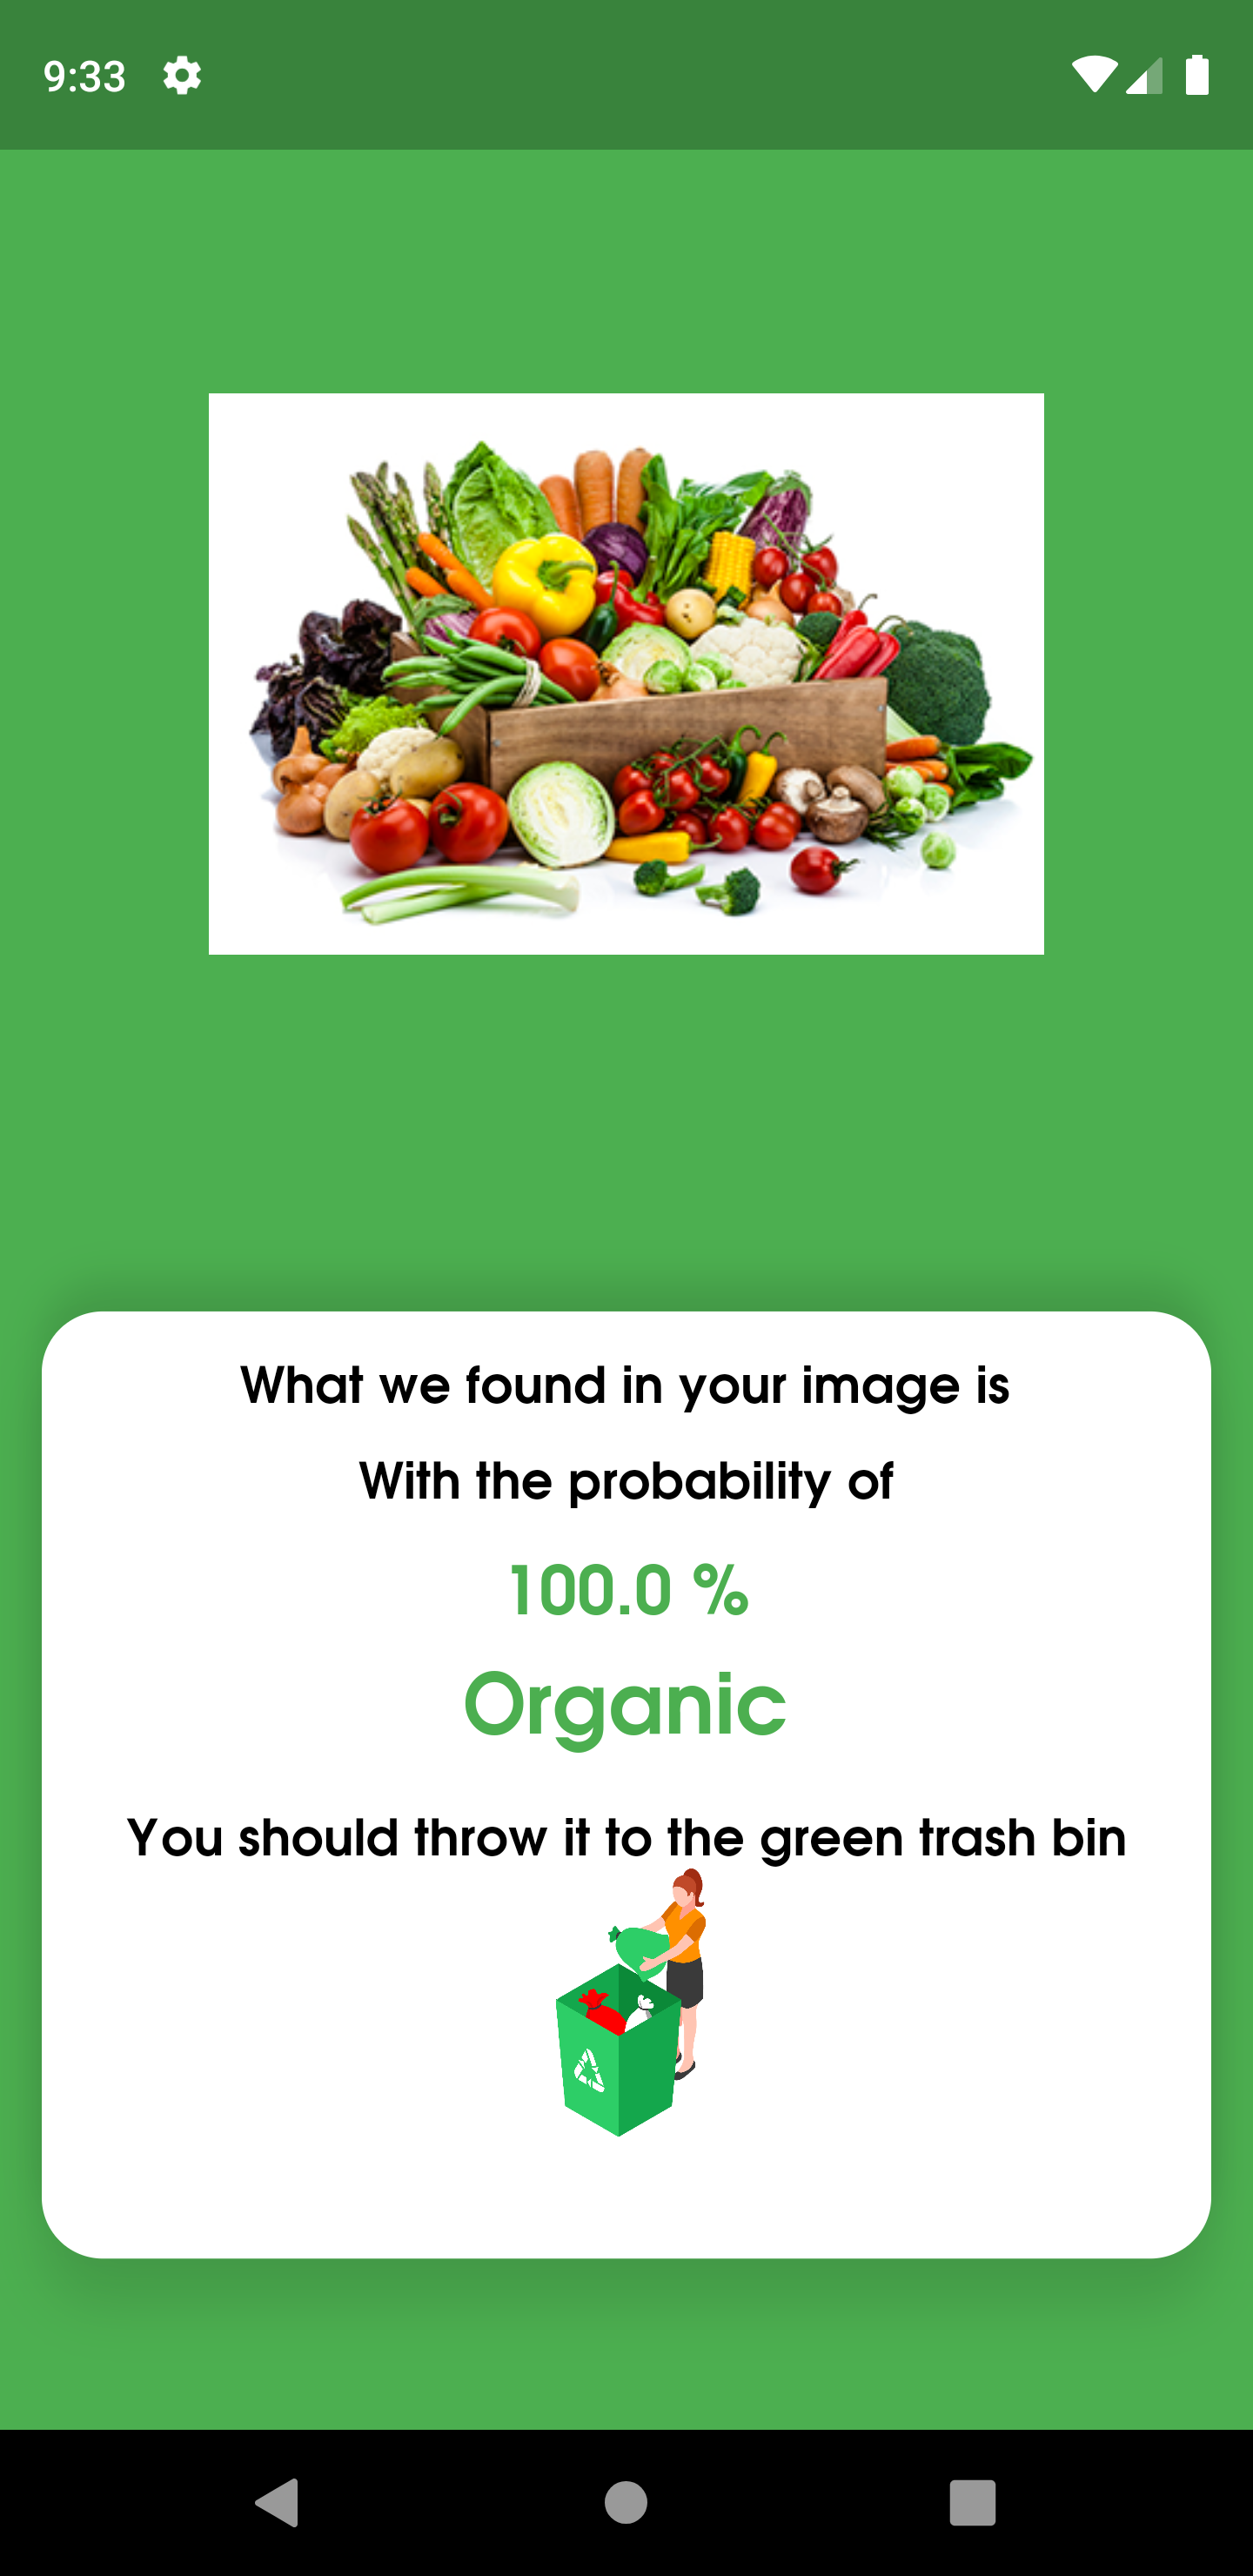 9:33
What we found in your image is
With the probability of
100.0 %
Organic
You should throw it to the green trash bin